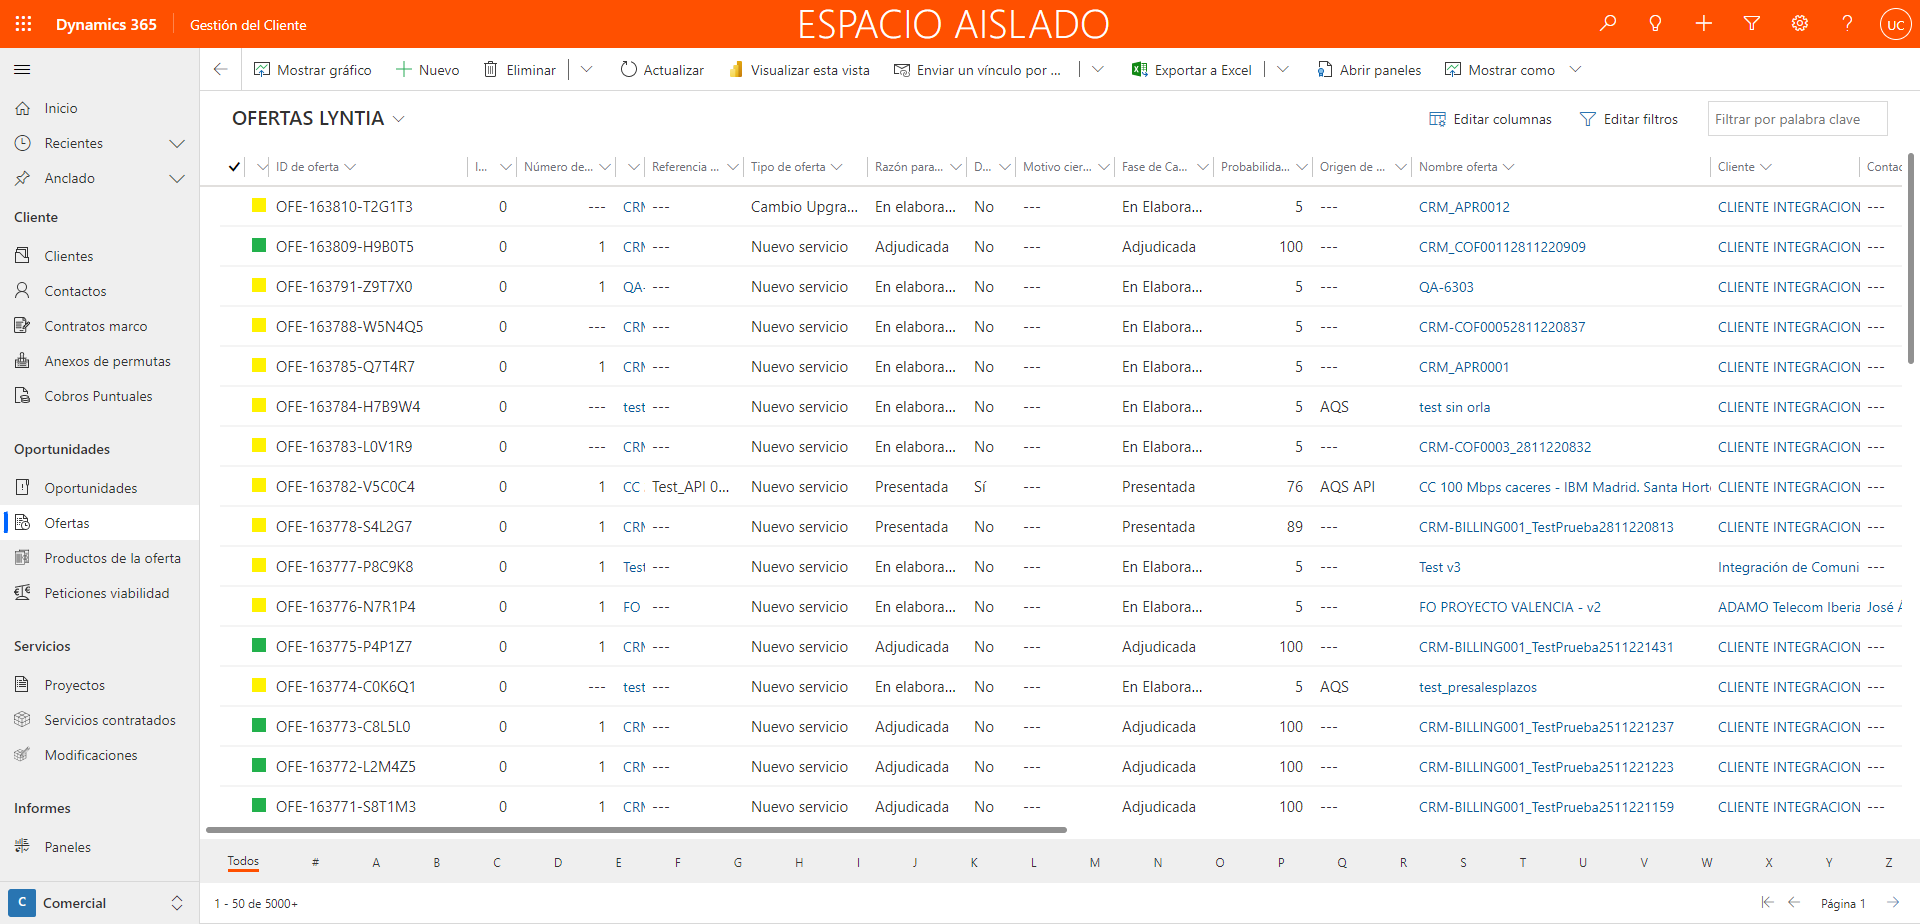 Dynamics 365
Gestión del Cliente
ESPACIO AISLADO
UC
Mostrar gráfico
Nuevo
Eliminar
Actualizar
Visualizar esta vista
Enviar un vínculo por ...
Exportar a Excel
Abrir paneles
Mostrar como
Inicio
Recientes
Anclado
Cliente
Clientes
Contactos
Contratos marco
Anexos de permutas
Cobros Puntuales
Oportunidades
Oportunidades
Ofertas
Productos de la oferta
Peticiones viabilidad
Servicios
Proyectos
Servicios contratados
Modificaciones
Informes
Paneles
C Comercial
OFERTAS LYNTIA
Editar columnas
Editar filtros
Filtrar por palabra clave
ID de oferta I... Número de... Referencia ... Tipo de oferta Razón para... D... Motivo cier... Fase de Ca... Probabilida... Origen de ... Nombre oferta Cliente Contac
OFE-163810-T2G1T3 0 --- CRM --- Cambio Upgra... En elabora... No --- En Elabora... 5 --- CRM_APR0012 CLIENTE INTEGRACION ---
OFE-163809-H9B0T5 0 1 CRM --- Nuevo servicio Adjudicada No --- Adjudicada 100 --- CRM_COF00112811220909 CLIENTE INTEGRACION ---
OFE-163791-Z9T7X0 0 1 QA- --- Nuevo servicio En elabora... No --- En Elabora... 5 --- QA-6303 CLIENTE INTEGRACION ---
OFE-163788-W5N4Q5 0 --- CRM --- Nuevo servicio En elabora... No --- En Elabora... 5 --- CRM-COF00052811220837 CLIENTE INTEGRACION ---
OFE-163785-Q7T4R7 0 1 CRM --- Nuevo servicio En elabora... No --- En Elabora... 5 --- CRM_APR0001 CLIENTE INTEGRACION ---
OFE-163784-H7B9W4 0 --- test --- Nuevo servicio En elabora... No --- En Elabora... 5 AQS test sin orla CLIENTE INTEGRACION ---
OFE-163783-L0V1R9 0 --- CRM --- Nuevo servicio En elabora... No --- En Elabora... 5 --- CRM-COF0003_2811220832 CLIENTE INTEGRACION ---
OFE-163782-V5C0C4 0 1 CC Test_API 0... Nuevo servicio Presentada Sí --- Presentada 76 AQS API CC 100 Mbps caceres - IBM Madrid. Santa Horte CLIENTE INTEGRACION ---
OFE-163778-S4L2G7 0 1 CRM --- Nuevo servicio Presentada No --- Presentada 89 --- CRM-BILLING001_TestPrueba2811220813 CLIENTE INTEGRACION ---
OFE-163777-P8C9K8 0 1 Test --- Nuevo servicio En elabora... No --- En Elabora... 5 --- Test v3 Integración de Comuni ---
OFE-163776-N7R1P4 0 1 FO --- Nuevo servicio En elabora... No --- En Elabora... 5 --- FO PROYECTO VALENCIA - v2 ADAMO Telecom Iberia José Á
OFE-163775-P4P1Z7 0 1 CRM --- Nuevo servicio Adjudicada No --- Adjudicada 100 --- CRM-BILLING001_TestPrueba2511221431 CLIENTE INTEGRACION ---
OFE-163774-C0K6Q1 0 --- test --- Nuevo servicio En elabora... No --- En Elabora... 5 AQS test_presalesplazos CLIENTE INTEGRACION ---
OFE-163773-C8L5L0 0 1 CRM --- Nuevo servicio Adjudicada No --- Adjudicada 100 --- CRM-BILLING001_TestPrueba2511221237 CLIENTE INTEGRACION ---
OFE-163772-L2M4Z5 0 1 CRM --- Nuevo servicio Adjudicada No --- Adjudicada 100 --- CRM-BILLING001_TestPrueba2511221223 CLIENTE INTEGRACION ---
OFE-163771-S8T1M3 0 1 CRM --- Nuevo servicio Adjudicada No --- Adjudicada 100 --- CRM-BILLING001_TestPrueba2511221159 CLIENTE INTEGRACION ---
Todos # A B C D E F G H I J K L M N O P Q R S T U V W X Y Z
1 - 50 de 5000+
Página 1